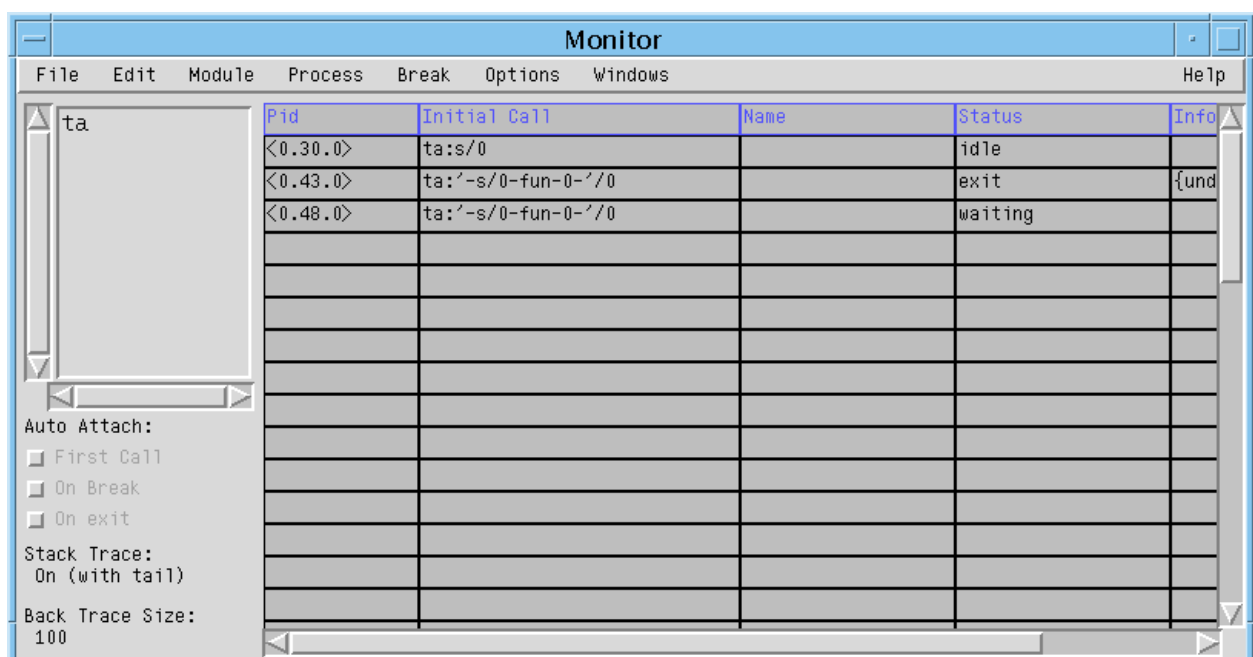 Monitor
File Edit Module Process Break Options Windows Help
ta
Pid Initial Call Name Status Info
<0.30.0> ta:s/0 idle
<0.43.0> ta:'-s/0-fun-0-'/0 exit {und
<0.48.0> ta:'-s/0-fun-0-'/0 waiting
Auto Attach:
First Call
On Break
On exit
Stack Trace:
On (with tail)
Back Trace Size:
100